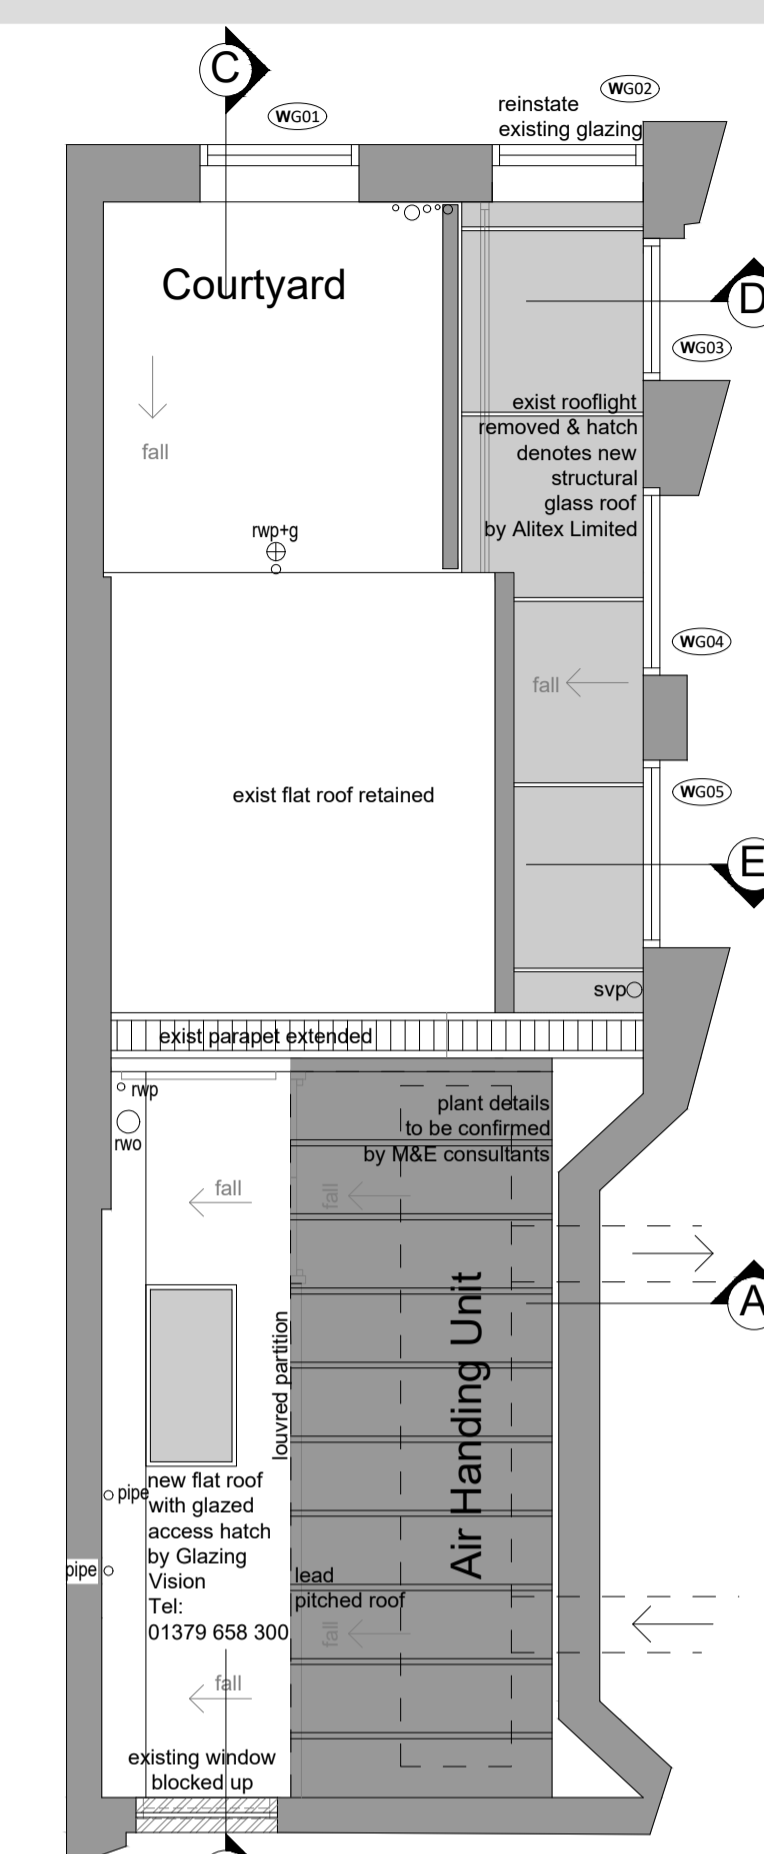 C
WG01
WG02
reinstate
existing glazing
Courtyard
D
WG03
fall
exist rooflight
removed & hatch
denotes new
structural
glass roof
by Alitex Limited
rwp+g
WG04
fall
exist flat roof retained
WG05
E
svp
exist parapet extended
rwp
rwo
plant details
to be confirmed
by M&E consultants
fall
fall
A
louvred partition
Air Handing Unit
pipe
new flat roof
with glazed
access hatch
by Glazing
Vision
Tel:
01379 658 300
pipe
lead
pitched roof
fall
fall
existing window
blocked up